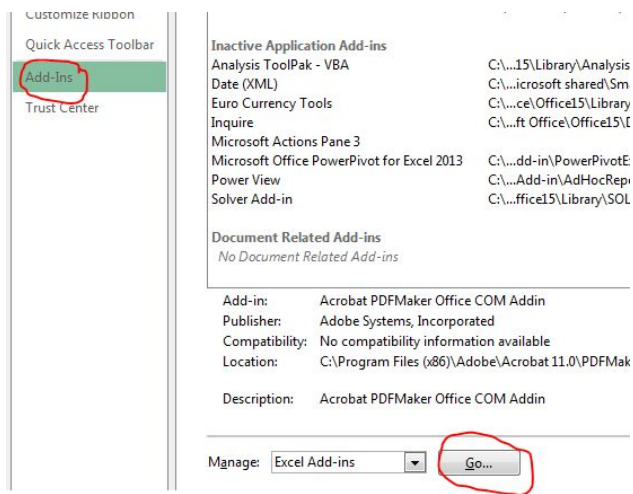 Customize Ribbon
Quick Access Toolbar
Add-Ins
Trust Center
Inactive Application Add-ins
Analysis ToolPak - VBA C:\...15\Library\Analysis
Date (XML) C:\...icrosoft shared\Sm
Euro Currency Tools C:\...ce\Office15\Library
Inquire C:\...ft Office\Office15\D
Microsoft Actions Pane 3
Microsoft Office PowerPivot for Excel 2013 C:\...dd-in\PowerPivotE
Power View C:\...Add-in\AdHocRep
Solver Add-in C:\...ffice15\Library\SOL
Document Related Add-ins
No Document Related Add-ins
Add-in: Acrobat PDFMaker Office COM Addin
Publisher: Adobe Systems, Incorporated
Compatibility: No compatibility information available
Location: C:\Program Files (x86)\Adobe\Acrobat 11.0\PDFMak
Description: Acrobat PDFMaker Office COM Addin
Manage: Excel Add-ins Go...